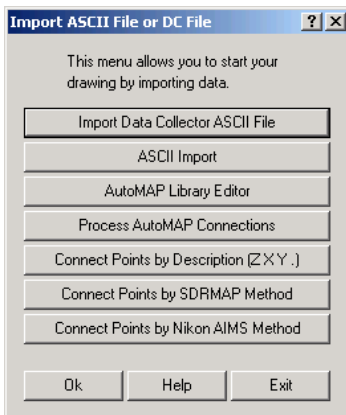 Import ASCII File or DC File
This menu allows you to start your
drawing by importing data.
Import Data Collector ASCII File
ASCII Import
AutoMAP Library Editor
Process AutoMAP Connections
Connect Points by Description (Z X Y .)
Connect Points by SDRMAP Method
Connect Points by Nikon AIMS Method
Ok Help Exit